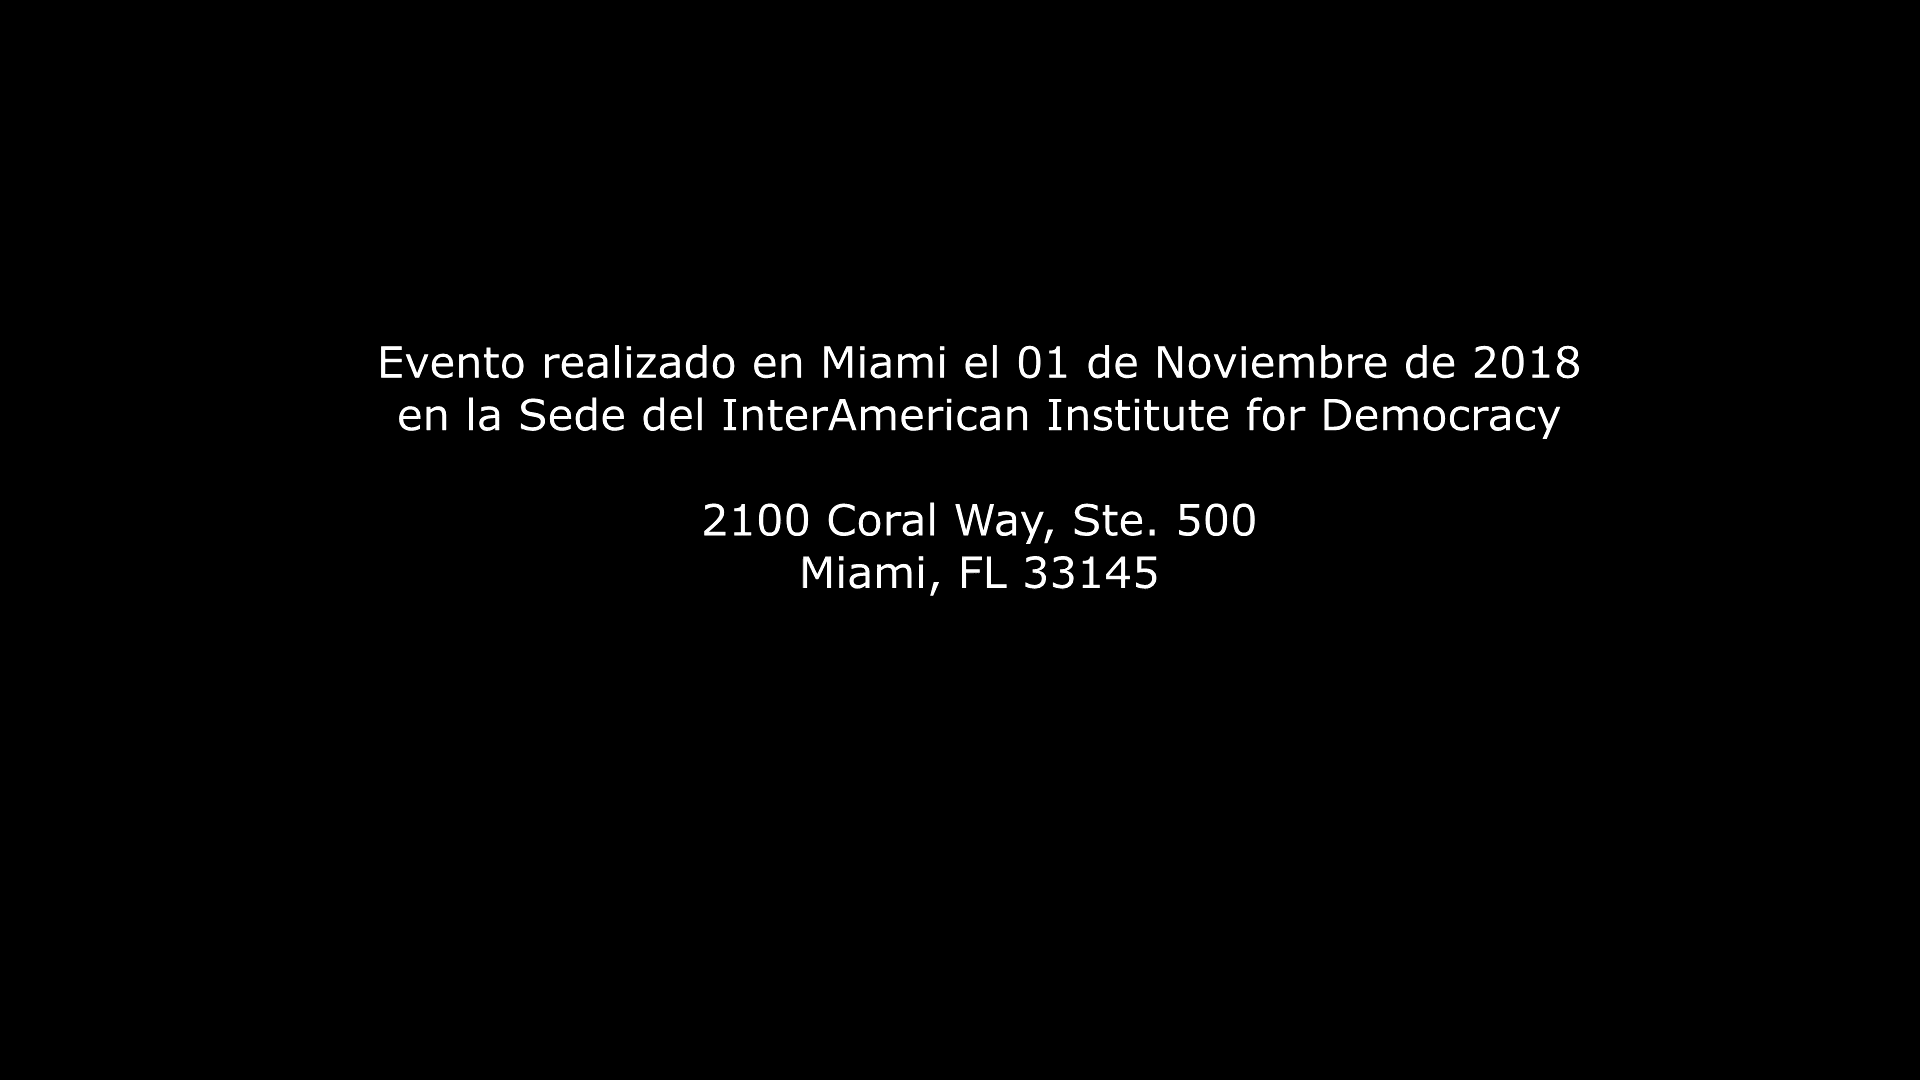 Evento realizado en Miami el 01 de Noviembre de 2018
en la Sede del InterAmerican Institute for Democracy
2100 Coral Way, Ste. 500
Miami, FL 33145